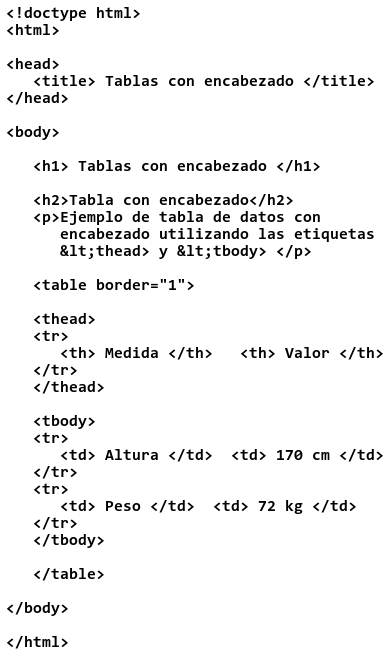 <!doctype html>
<html>
<head>
<title> Tablas con encabezado </title>
</head>
<body>
<h1> Tablas con encabezado </h1>
<h2>Tabla con encabezado</h2>
<p>Ejemplo de tabla de datos con
encabezado utilizando las etiquetas
&lt;thead> y &lt;tbody> </p>
<table border="1">
<thead>
<tr>
<th> Medida </th>   <th> Valor </th>
</tr>
</thead>
<tbody>
<tr>
<td> Altura </td>  <td> 170 cm </td>
</tr>
<tr>
<td> Peso </td>  <td> 72 kg </td>
</tr>
</tbody>
</table>
</body>
</html>